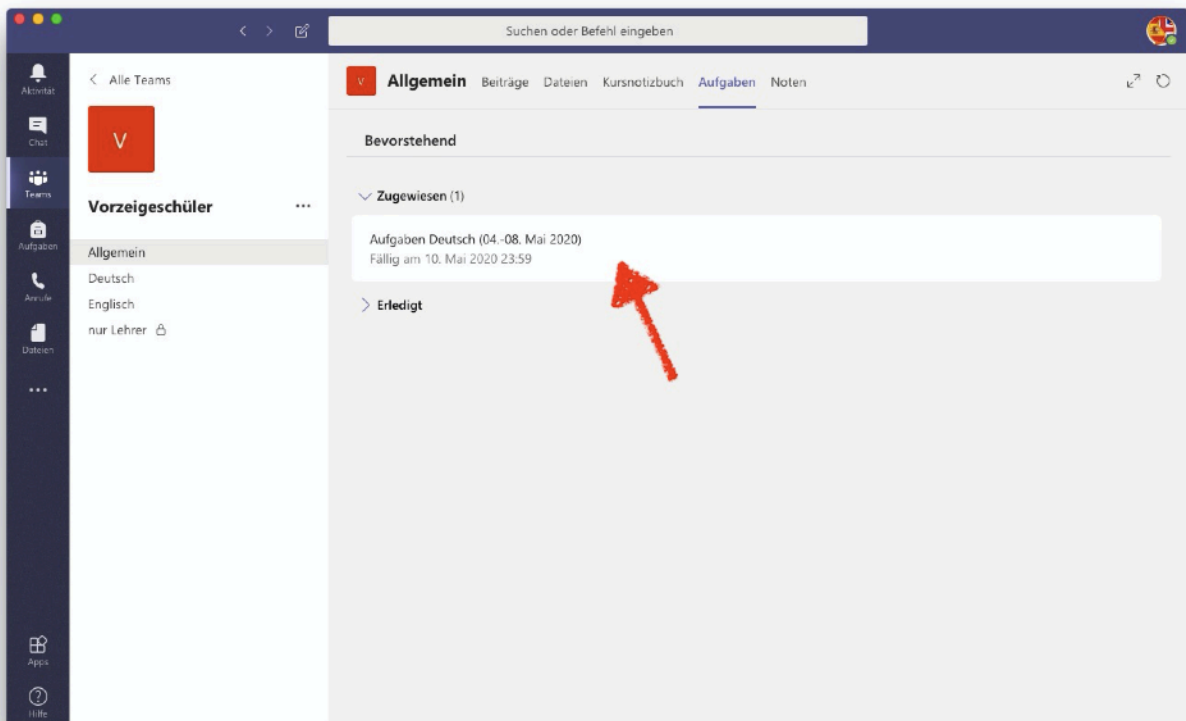 Suchen oder Befehl eingeben
Aktivität
Chat
Teams
Aufgaben
Anrufe
Dateien
Apps
Hilfe
Alle Teams
V
Vorzeigeschüler
Allgemein
Deutsch
Englisch
nur Lehrer
V Allgemein Beiträge Dateien Kursnotizbuch Aufgaben Noten
Bevorstehend
Zugewiesen (1)
Aufgaben Deutsch (04.-08. Mai 2020)
Fällig am 10. Mai 2020 23:59
Erledigt